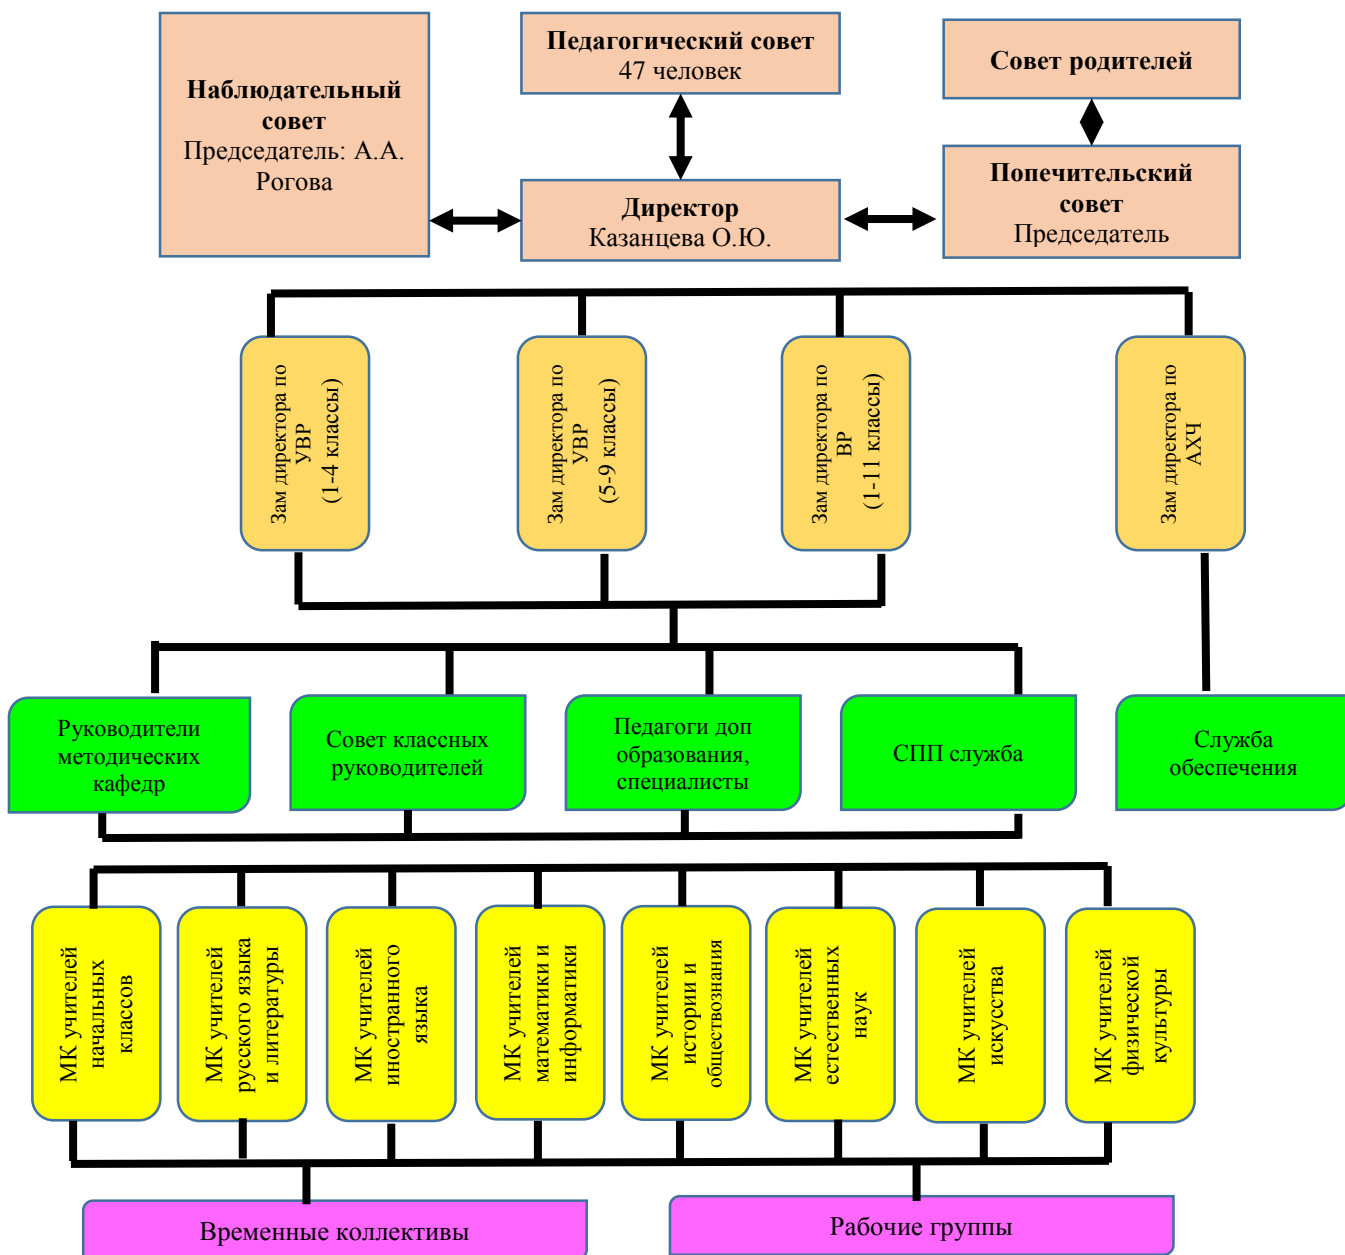 Наблюдательный
совет
Председатель: А.А.
Рогова
Педагогический совет
47 человек
Совет родителей
Директор
Казанцева О.Ю.
Попечительский
совет
Председатель
Зам директора по
УВР
(1-4 классы)
Зам директора по
УВР
(5-9 классы)
Зам директора по
ВР
(1-11 классы)
Зам директора по
АХЧ
Руководители
методических
кафедр
Совет классных
руководителей
Педагоги доп
образования,
специалисты
СПП служба
Служба
обеспечения
МК учителей
начальных
классов
МК учителей
русского языка
и литературы
МК учителей
иностранного
языка
МК учителей
математики и
информатики
МК учителей
истории и
обществознания
МК учителей
естественных
наук
МК учителей
искусства
МК учителей
физической
культуры
Временные коллективы
Рабочие группы